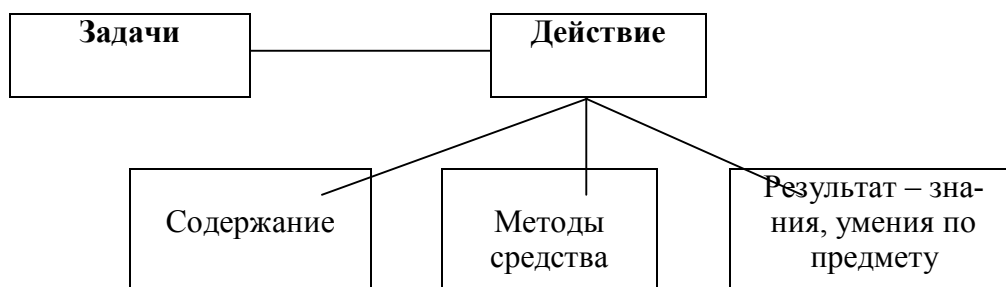 Задачи
Действие
Содержание
Методы
средства
Результат – зна-
ния, умения по
предмету